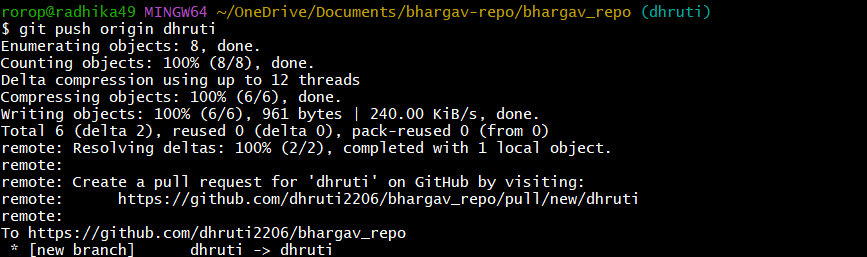 rorop@radhika49 MINGW64 ~/OneDrive/Documents/bhargav-repo/bhargav_repo (dhruti)
$ git push origin dhruti
Enumerating objects: 8, done.
Counting objects: 100% (8/8), done.
Delta compression using up to 12 threads
Compressing objects: 100% (6/6), done.
Writing objects: 100% (6/6), 961 bytes | 240.00 KiB/s, done.
Total 6 (delta 2), reused 0 (delta 0), pack-reused 0 (from 0)
remote: Resolving deltas: 100% (2/2), completed with 1 local object.
remote:
remote: Create a pull request for 'dhruti' on GitHub by visiting:
remote:      https://github.com/dhruti2206/bhargav_repo/pull/new/dhruti
remote:
To https://github.com/dhruti2206/bhargav_repo
 * [new branch]      dhruti -> dhruti